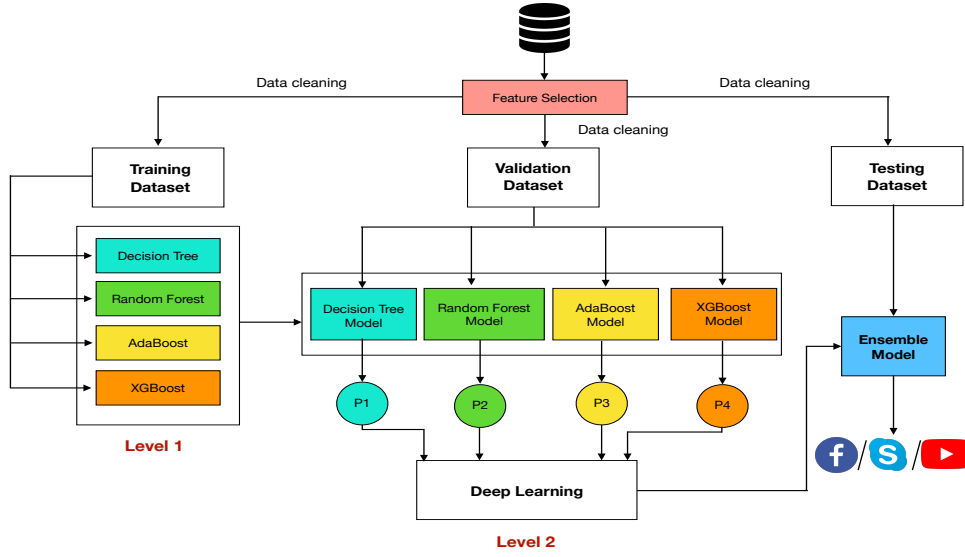 Data cleaning
Data cleaning
Feature Selection
Data cleaning
Training
Dataset
Validation
Dataset
Testing
Dataset
Decision Tree
Random Forest
AdaBoost
XGBoost
Level 1
Decision Tree
Model
Random Forest
Model
AdaBoost
Model
XGBoost
Model
Ensemble
Model
P1
P2
P3
P4
f
/
S
/
Deep Learning
Level 2